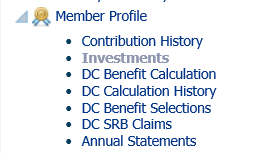 Member Profile
Contribution History
Investments
DC Benefit Calculation
DC Calculation History
DC Benefit Selections
DC SRB Claims
Annual Statements